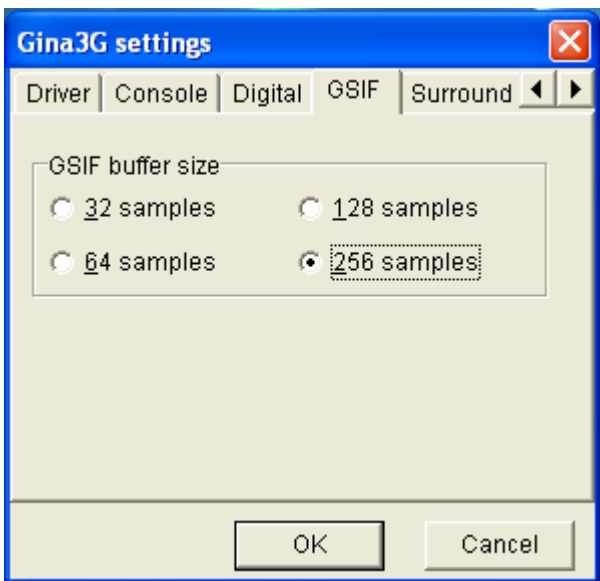 Gina3G settings
Driver Console Digital GSIF Surround
GSIF buffer size
32 samples 128 samples
64 samples 256 samples
OK Cancel